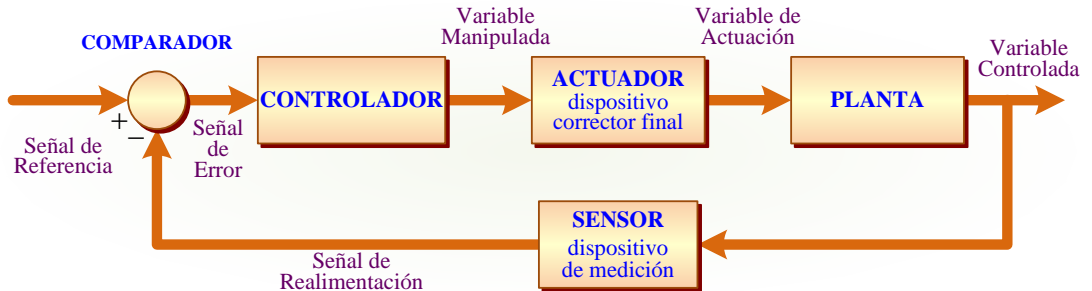 COMPARADOR
Variable
Manipulada
Variable de
Actuación
Variable
Controlada
CONTROLADOR
ACTUADOR
dispositivo
corrector final
PLANTA
+
−
Señal de
Referencia
Señal
de
Error
SENSOR
dispositivo
de medición
Señal de
Realimentación